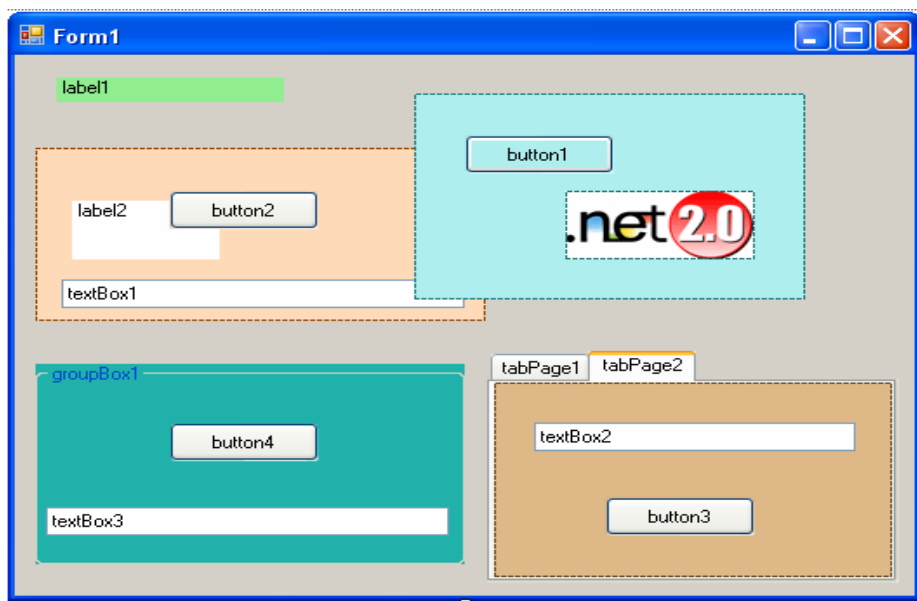 Form1
label1
button1
label2
button2
.net 2.0
textBox1
groupBox1
tabPage1
tabPage2
button4
textBox2
textBox3
button3